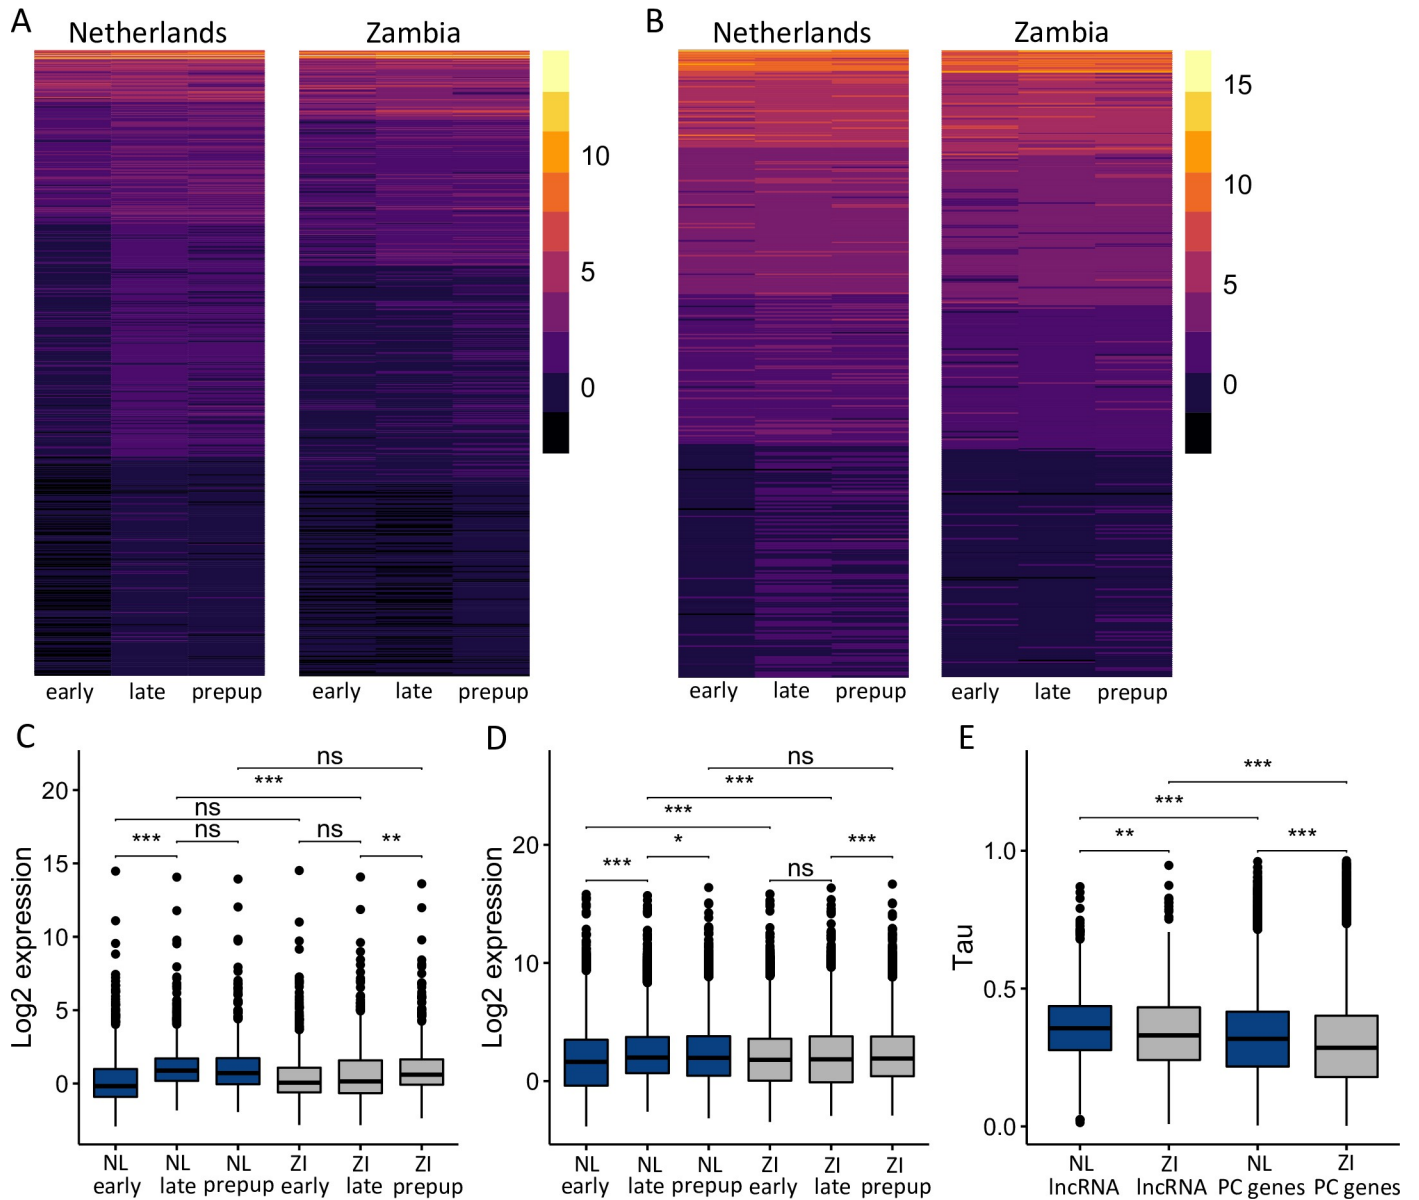 A
Netherlands
Zambia
10
5
0
early
late
prepup
early
late
prepup
B
Netherlands
Zambia
15
10
5
0
early
late
prepup
early
late
prepup
C
Log2 expression
20
15
10
5
0
ns
***
ns
***
ns
ns
**
NL
early
NL
late
NL
prepup
ZI
early
ZI
late
ZI
prepup
D
Log2 expression
20
10
0
ns
***
***
*
***
ns
***
NL
early
NL
late
NL
prepup
ZI
early
ZI
late
ZI
prepup
E
Tau
1.0
0.5
0.0
***
***
**
***
NL
lncRNA
ZI
lncRNA
NL
PC genes
ZI
PC genes